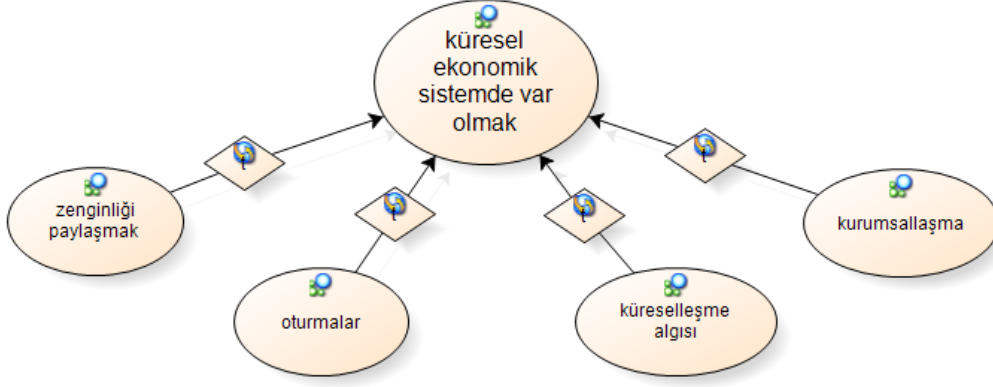 küresel
ekonomik
sistemde var
olmak
zenginliği
paylaşmak
oturmalar
küreselleşme
algısı
kurumsallaşma